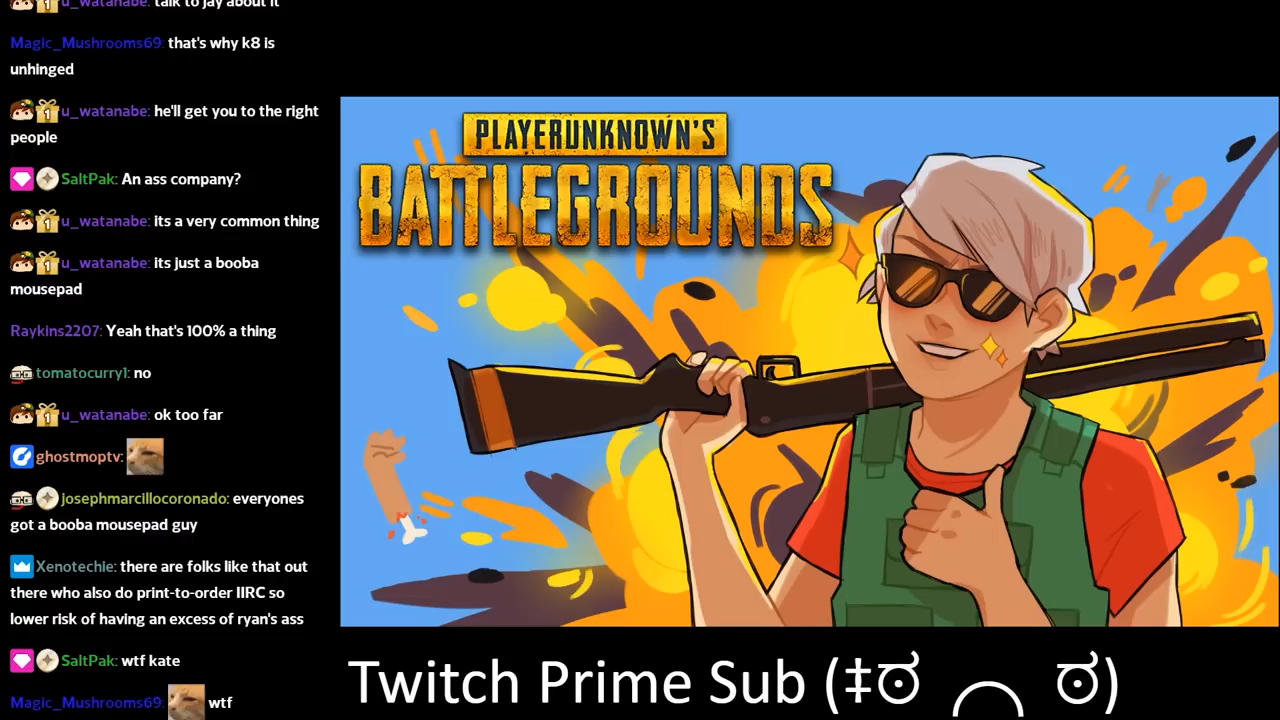 u_watanabe: talk to jay about it
Magic_Mushrooms69: that's why k8 is
unhinged
1 u_watanabe: he'll get you to the right
people
SaltPak: An ass company?
1 u_watanabe: its a very common thing
1 u_watanabe: its just a booba
mousepad
Raykins2207: Yeah that's 100% a thing
tomatocurry1: no
1 u_watanabe: ok too far
ghostmoptv:
josephmarcillocoronado: everyones
got a booba mousepad guy
Xenotechie: there are folks like that out
there who also do print-to-order IIRC so
lower risk of having an excess of ryan's ass
SaltPak: wtf kate
Magic_Mushrooms69: wtf
PLAYERUNKNOWN'S
BATTLEGROUNDS
Twitch Prime Sub (‡ಠ ╭╮ ಠ)